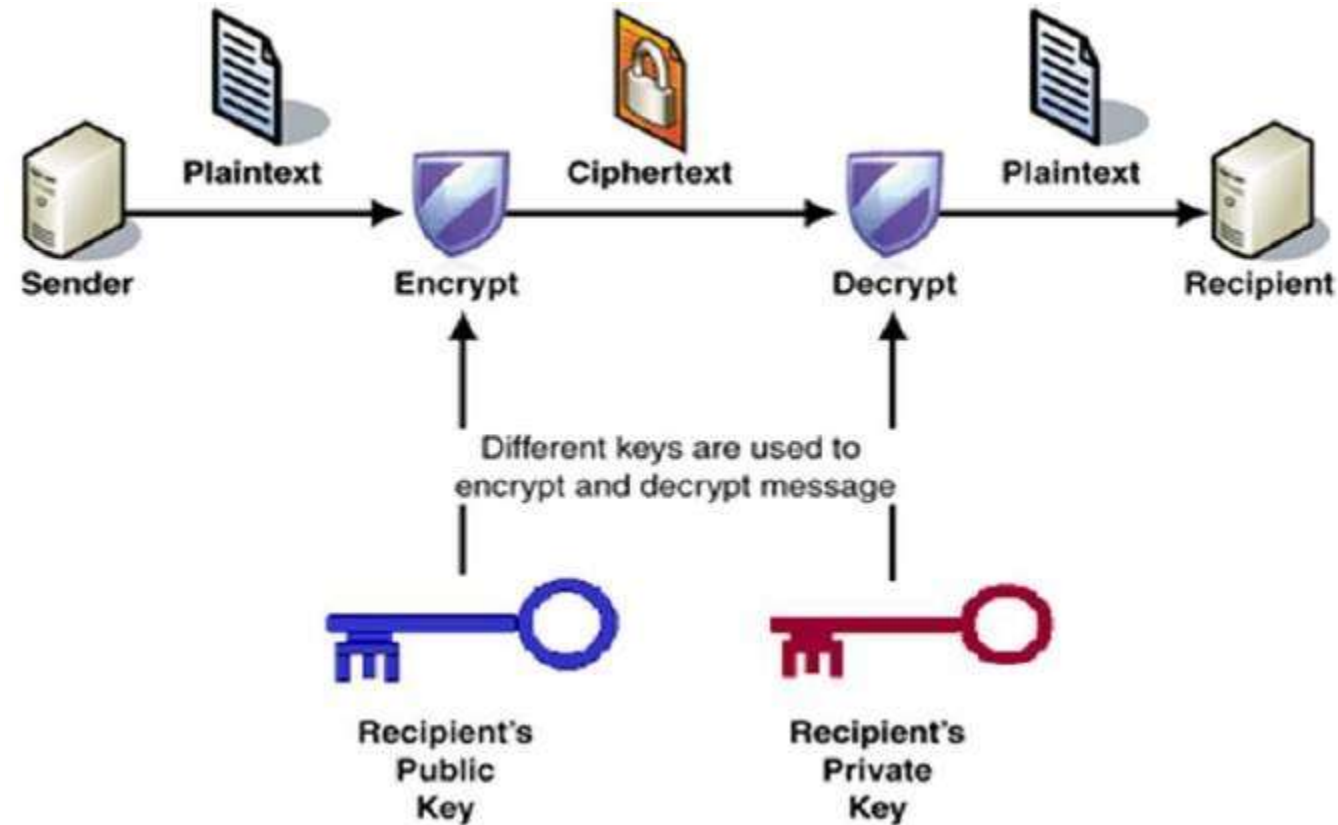 Plaintext
Ciphertext
Plaintext
Sender
Encrypt
Decrypt
Recipient
Different keys are used to
encrypt and decrypt message
Recipient's
Public
Key
Recipient's
Private
Key